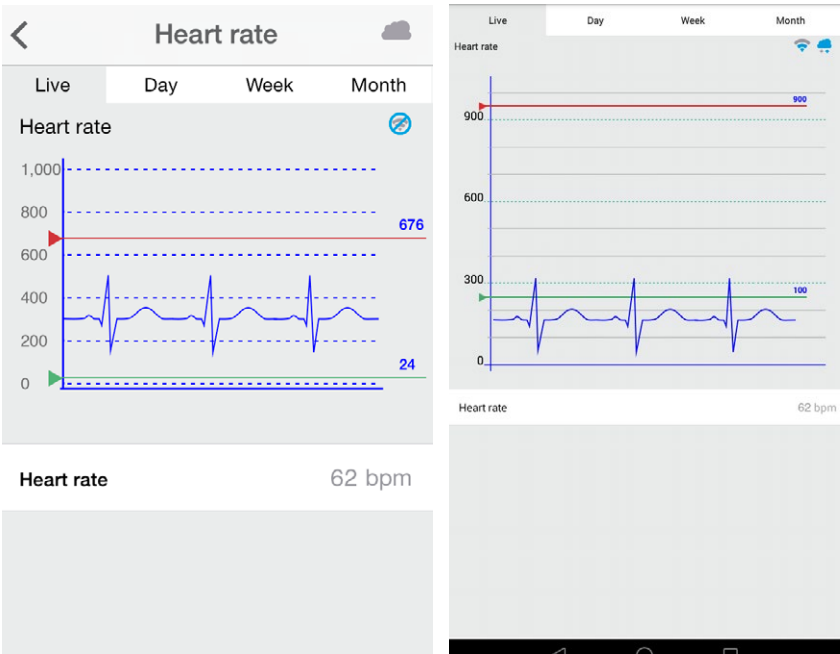 Heart rate
Live Day Week Month
Heart rate
1,000
800
676
600
400
200
24
0
Heart rate 62 bpm
Live Day Week Month
Heart rate
900
900
600
300
100
0
Heart rate 62 bpm